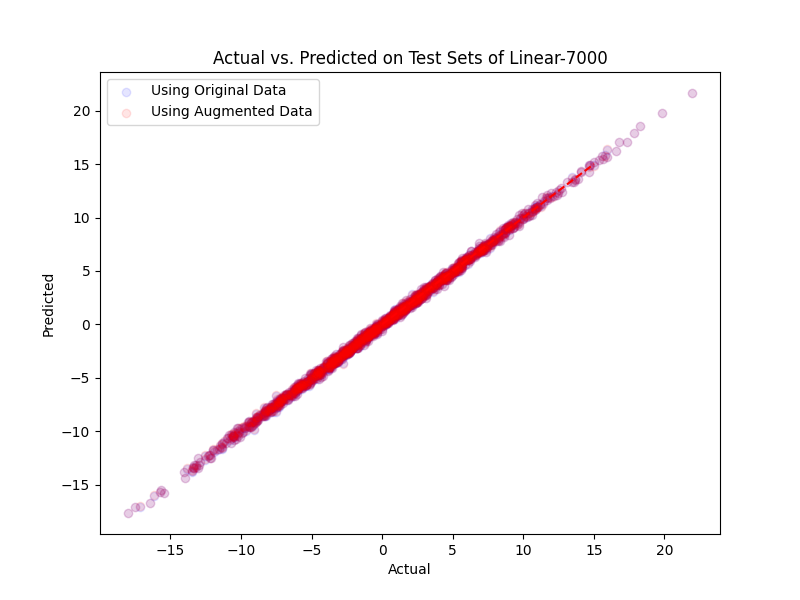 Actual vs. Predicted on Test Sets of Linear-7000
Using Original Data
Using Augmented Data
20
15
10
5
0
−5
−10
−15
Predicted
−15 −10 −5 0 5 10 15 20
Actual